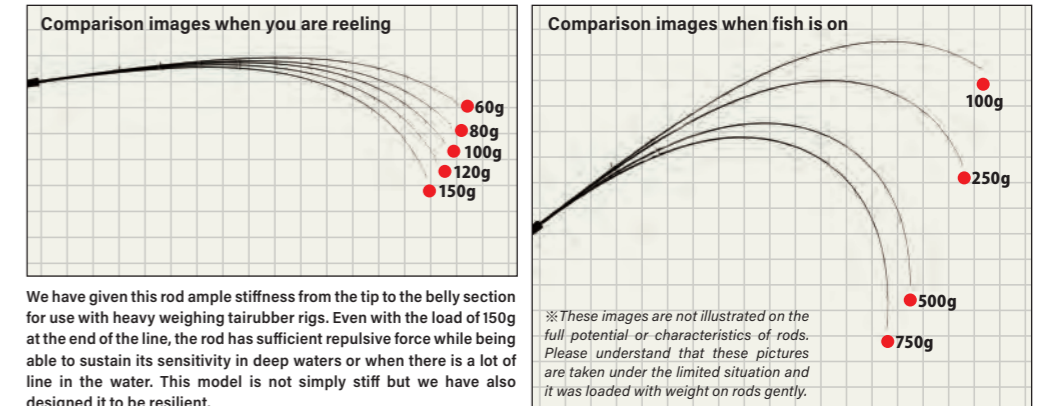 Comparison images when you are reeling
60g
80g
100g
120g
150g
We have given this rod ample stiffness from the tip to the belly section
for use with heavy weighing tairubber rigs. Even with the load of 150g
at the end of the line, the rod has sufficient repulsive force while being
able to sustain its sensitivity in deep waters or when there is a lot of
line in the water. This model is not simply stiff but we have also
designed it to be resilient.
Comparison images when fish is on
100g
250g
500g
750g
※These images are not illustrated on the
full potential or characteristics of rods.
Please understand that these pictures
are taken under the limited situation and
it was loaded with weight on rods gently.